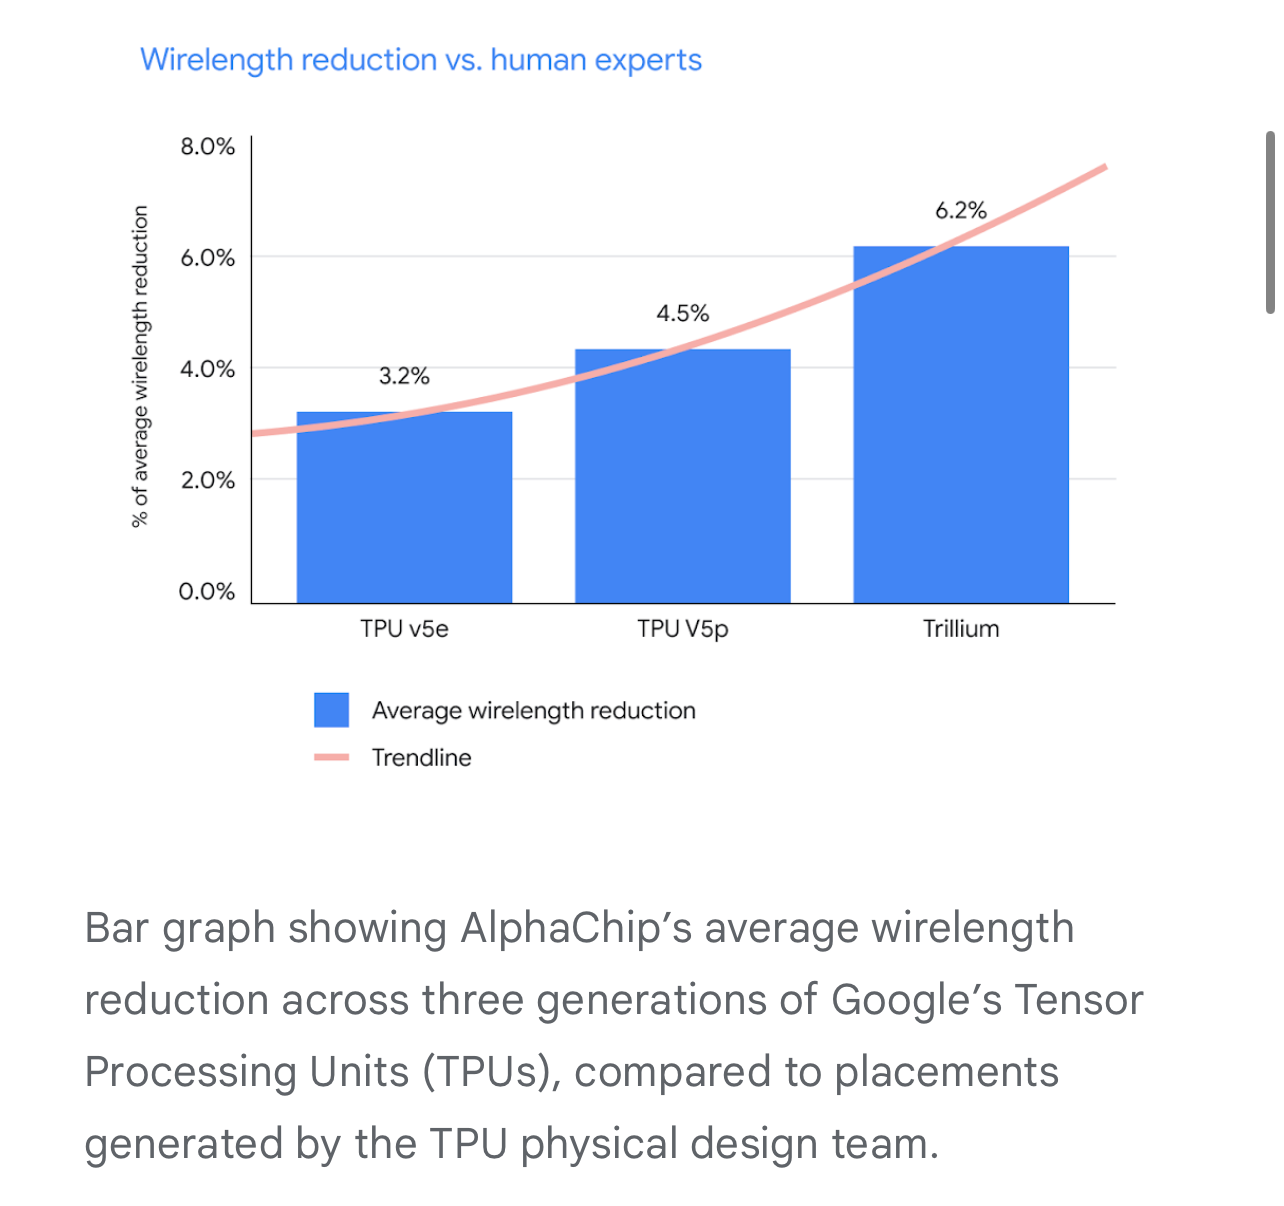 Wirelength reduction vs. human experts
% of average wirelength reduction
8.0%
6.0%
4.0%
2.0%
0.0%
3.2%
4.5%
6.2%
TPU v5e
TPU V5p
Trillium
Average wirelength reduction
Trendline
Bar graph showing AlphaChip’s average wirelength
reduction across three generations of Google’s Tensor
Processing Units (TPUs), compared to placements
generated by the TPU physical design team.